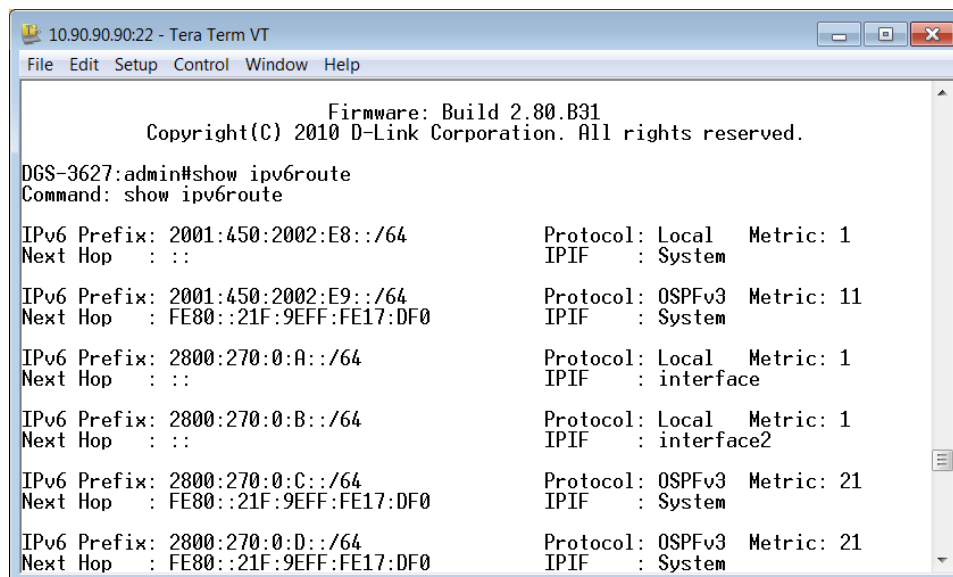 10.90.90.90:22 - Tera Term VT
File Edit Setup Control Window Help
Firmware: Build 2.80.B31
Copyright(C) 2010 D-Link Corporation. All rights reserved.
DGS-3627:admin#show ipv6route
Command: show ipv6route
IPv6 Prefix: 2001:450:2002:E8::/64 Protocol: Local Metric: 1
Next Hop : :: IPIF : System
IPv6 Prefix: 2001:450:2002:E9::/64 Protocol: OSPFv3 Metric: 11
Next Hop : FE80::21F:9EFF:FE17:DF0 IPIF : System
IPv6 Prefix: 2800:270:0:A::/64 Protocol: Local Metric: 1
Next Hop : :: IPIF : interface
IPv6 Prefix: 2800:270:0:B::/64 Protocol: Local Metric: 1
Next Hop : :: IPIF : interface2
IPv6 Prefix: 2800:270:0:C::/64 Protocol: OSPFv3 Metric: 21
Next Hop : FE80::21F:9EFF:FE17:DF0 IPIF : System
IPv6 Prefix: 2800:270:0:D::/64 Protocol: OSPFv3 Metric: 21
Next Hop : FE80::21F:9EFF:FE17:DF0 IPIF : System